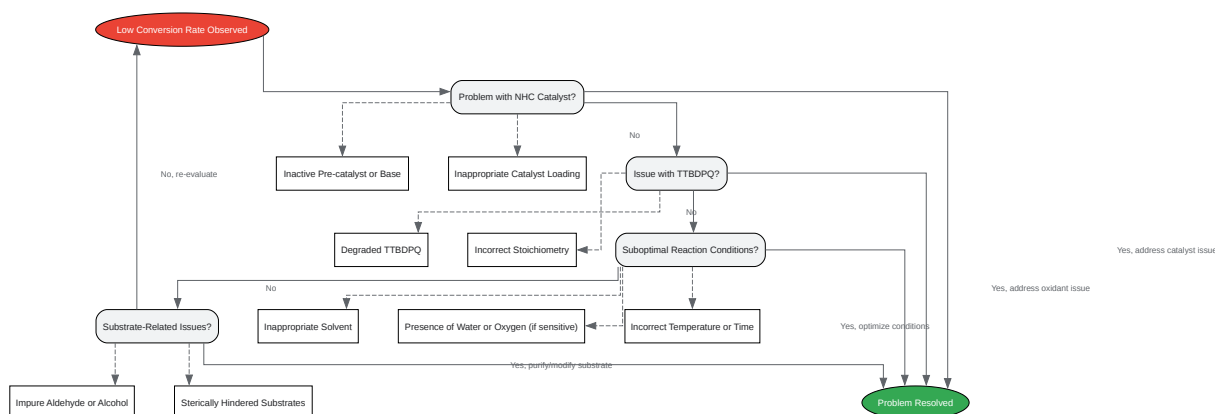 Low Conversion Rate Observed
Problem with NHC Catalyst?
No
Inactive Pre-catalyst or Base
Inappropriate Catalyst Loading
Issue with TTBDPQ?
No, re-evaluate
No
Degraded TTBDPQ
Incorrect Stoichiometry
Suboptimal Reaction Conditions?
Yes, address catalyst issue
No
Yes, address oxidant issue
Substrate-Related Issues?
Inappropriate Solvent
Presence of Water or Oxygen (if sensitive)
Incorrect Temperature or Time
Yes, optimize conditions
Yes, purify/modify substrate
Impure Aldehyde or Alcohol
Sterically Hindered Substrates
Problem Resolved